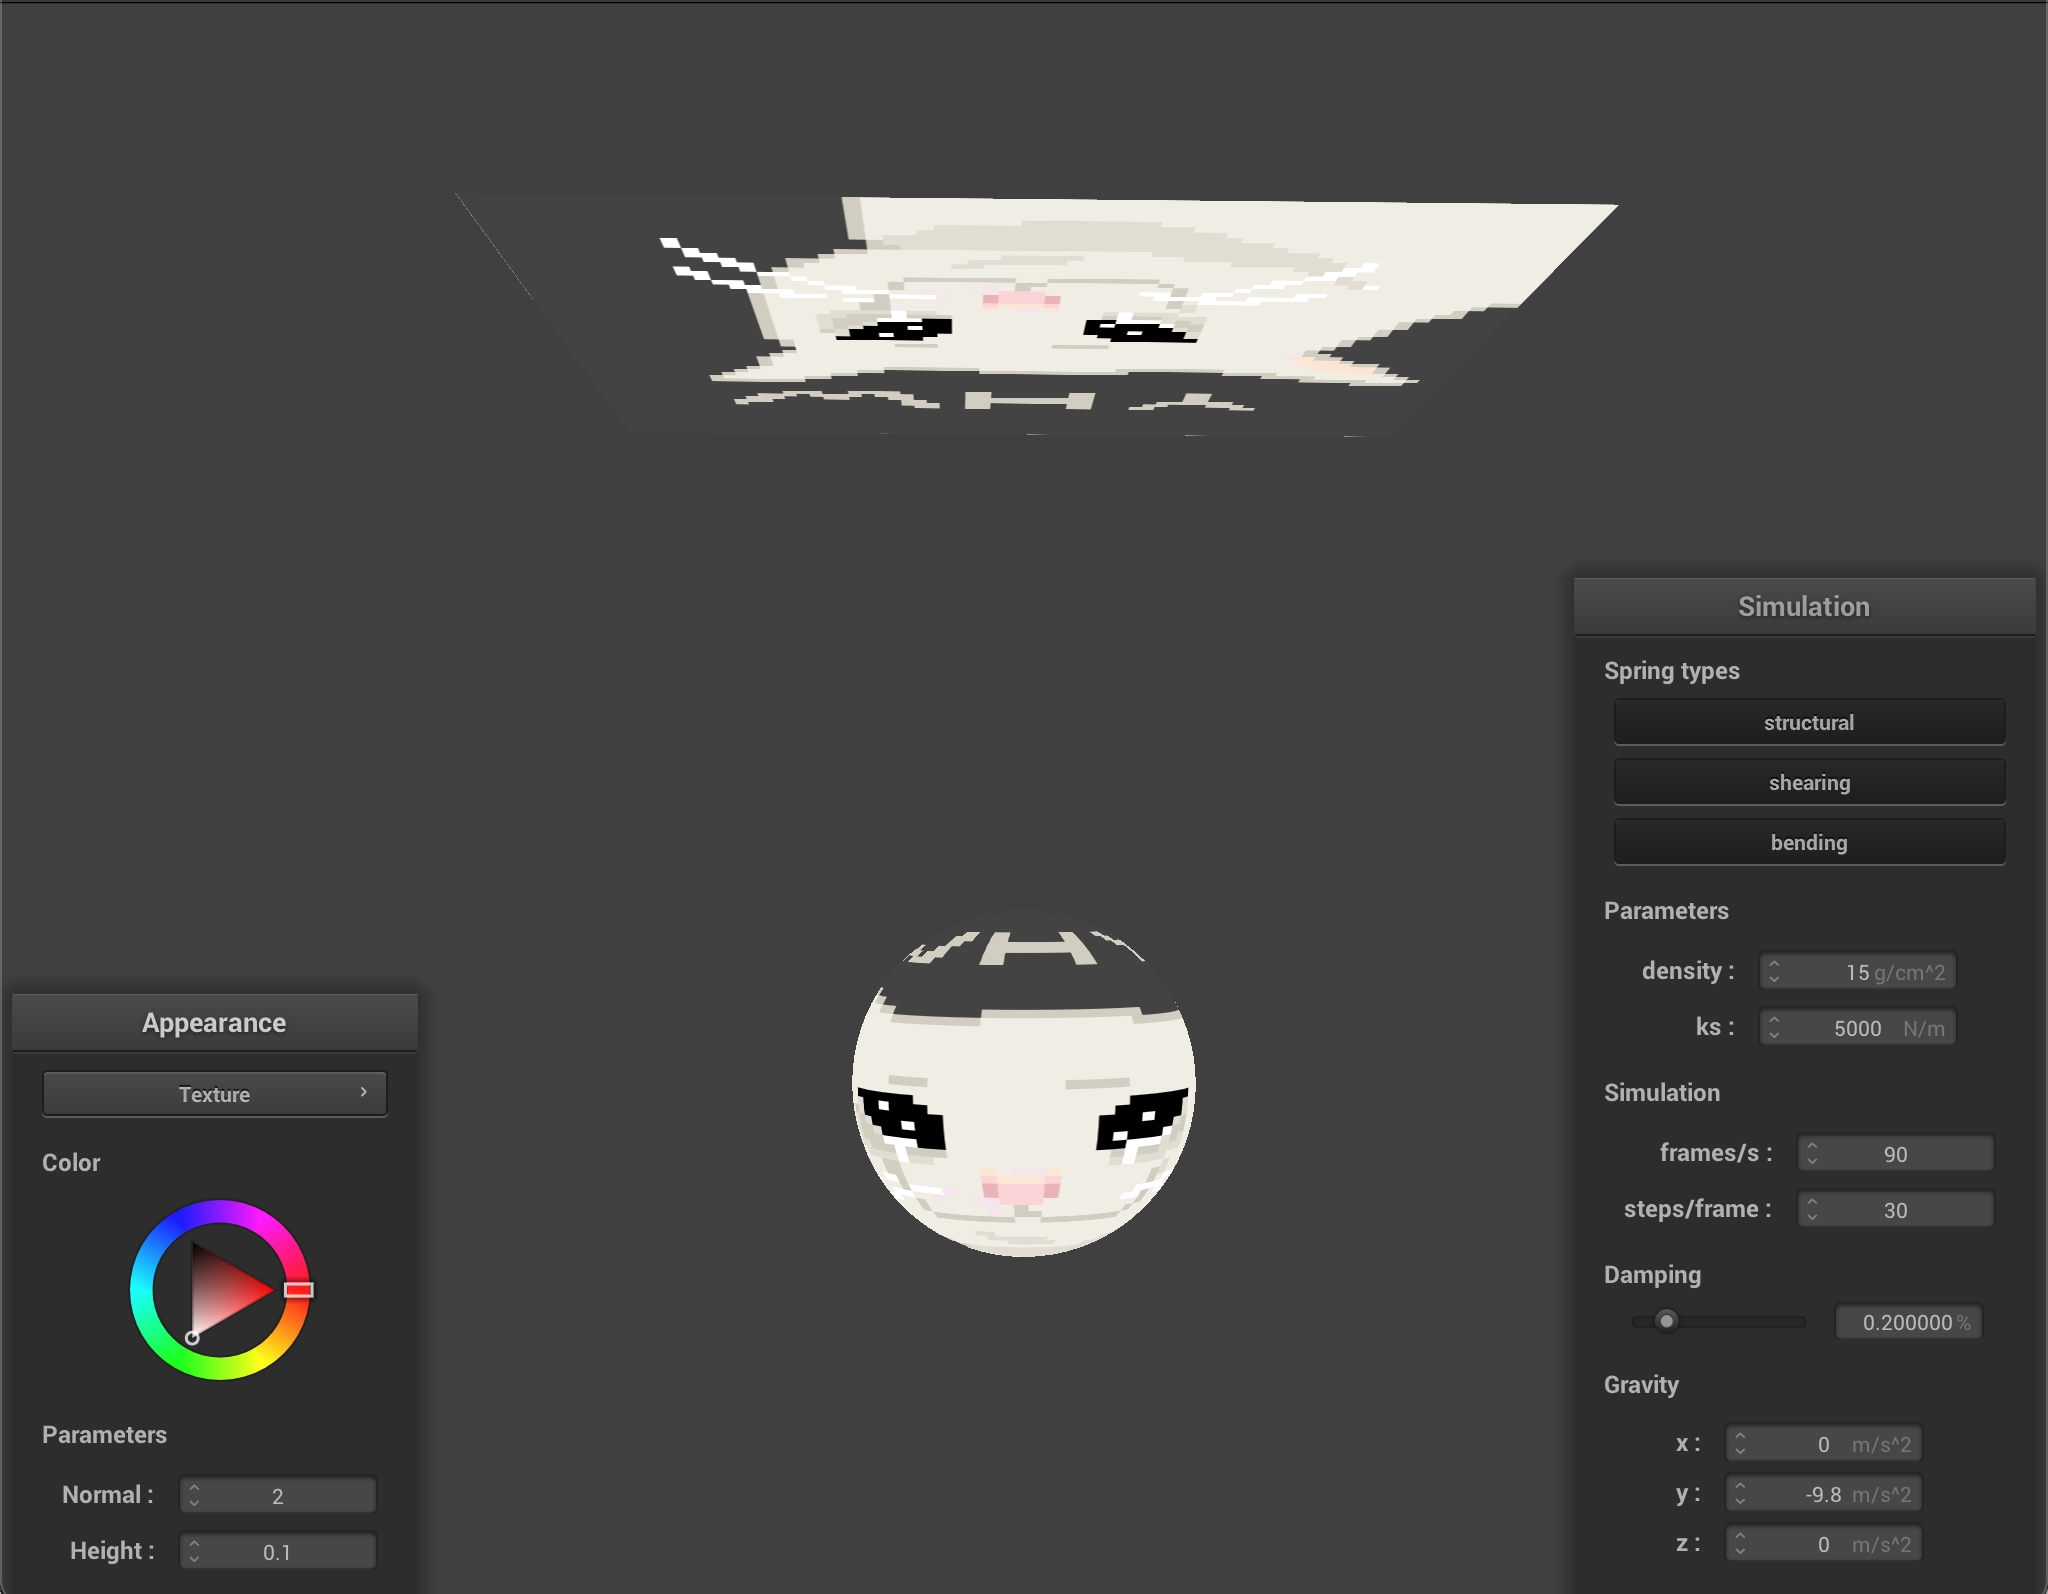 Appearance
Texture
Color
Parameters
Normal : 2
Height : 0.1
Simulation
Spring types
structural
shearing
bending
Parameters
density : 15 g/cm^2
ks : 5000 N/m
Simulation
frames/s : 90
steps/frame : 30
Damping
0.200000 %
Gravity
x : 0 m/s^2
y : -9.8 m/s^2
z : 0 m/s^2